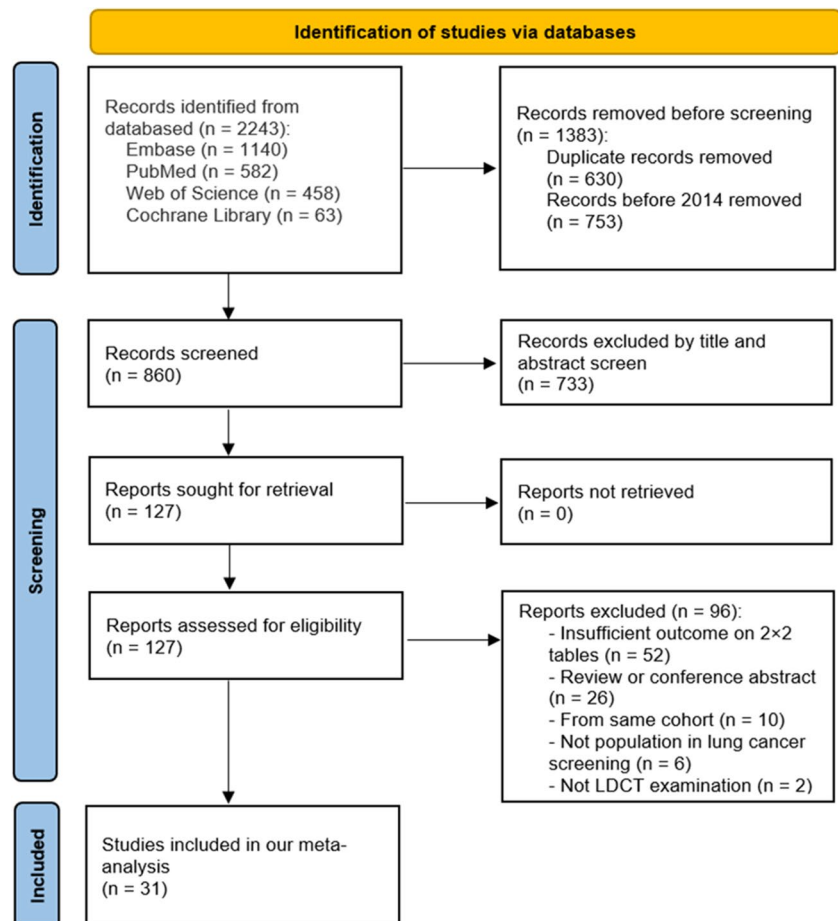 Identification of studies via databases
Identification
Records identified from
databased (n = 2243):
Embase (n = 1140)
PubMed (n = 582)
Web of Science (n = 458)
Cochrane Library (n = 63)
Records removed before screening
(n = 1383):
Duplicate records removed
(n = 630)
Records before 2014 removed
(n = 753)
Screening
Records screened
(n = 860)
Records excluded by title and
abstract screen
(n = 733)
Reports sought for retrieval
(n = 127)
Reports not retrieved
(n = 0)
Reports assessed for eligibility
(n = 127)
Reports excluded (n = 96):
- Insufficient outcome on 2×2
tables (n = 52)
- Review or conference abstract
(n = 26)
- From same cohort (n = 10)
- Not population in lung cancer
screening (n = 6)
- Not LDCT examination (n = 2)
Included
Studies included in our meta-
analysis
(n = 31)